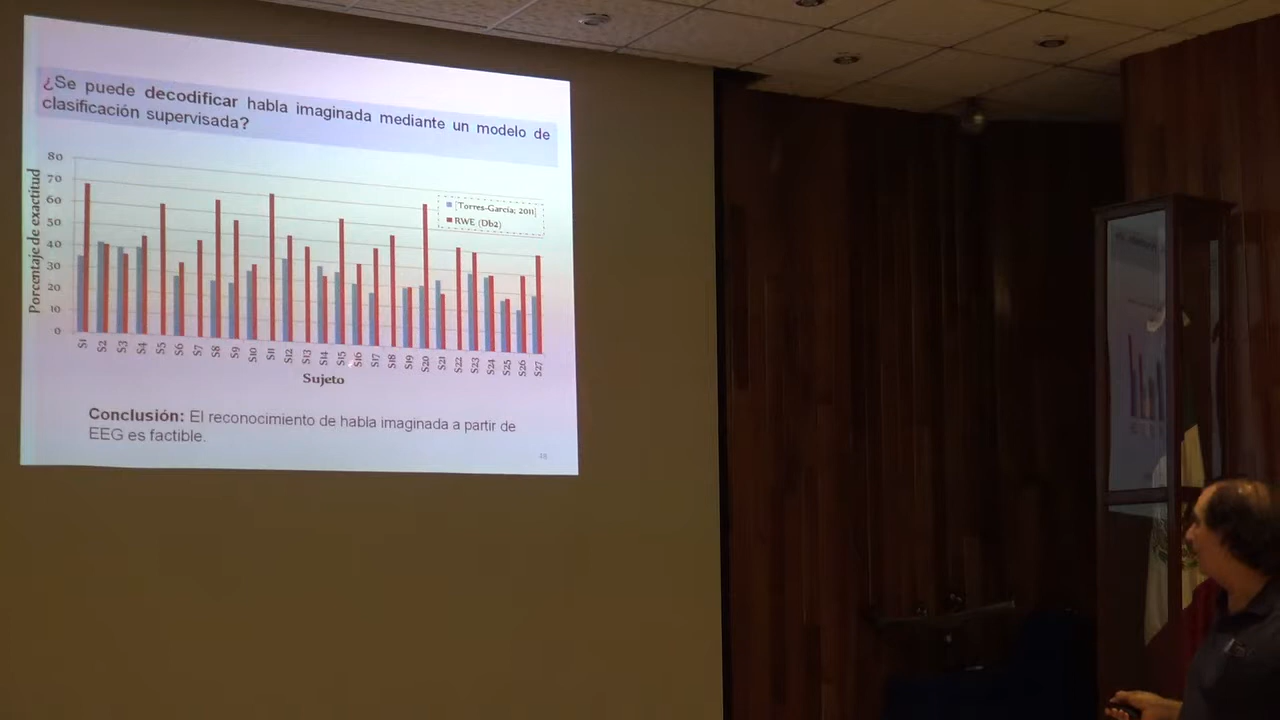 ¿Se puede decodificar habla imaginada mediante un modelo de
clasificación supervisada?
Porcentaje de exactitud
80
70
60
50
40
30
20
10
0
[Torres-García; 2011]
RWE (Db2)
S1 S2 S3 S4 S5 S6 S7 S8 S9 S10 S11 S12 S13 S14 S15 S16 S17 S18 S19 S20 S21 S22 S23 S24 S25 S26 S27
Sujeto
Conclusión: El reconocimiento de habla imaginada a partir de
EEG es factible.